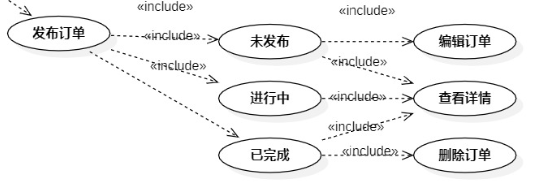 «include»
«include»
发布订单
«include»
未发布
编辑订单
«include»
«include»
进行中
«include»
查看详情
«include»
已完成
«include»
删除订单